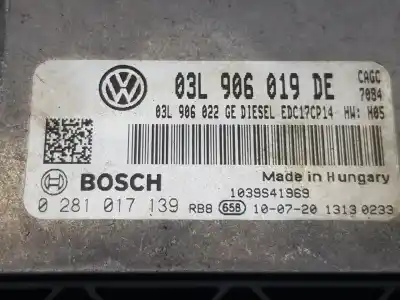 03L 906 019 DE CAGC
7094
03L 906 022 GE DIESEL EDC17CP14 HW: H05
Made in Hungary
BOSCH
1039S41969
0 281 017 139 RB8 658 10-07-20 1313 0233